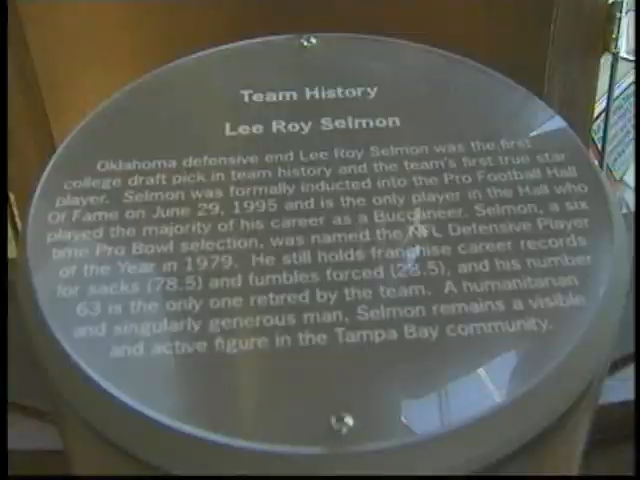 Team History
Lee Roy Selmon
Oklahoma defensive end Lee Roy Selmon was the first
college draft pick in team history and the team's first true star
player. Selmon was formally inducted into the Pro Football Hall
Of Fame on June 29, 1995 and is the only player in the Hall who
played the majority of his career as a Buccaneer. Selmon, a six
time Pro Bowl selection, was named the NFL Defensive Player
of the Year in 1979. He still holds franchise career records
for sacks (78.5) and fumbles forced (28.5), and his number
63 is the only one retired by the team. A humanitarian
and singularly generous man, Selmon remains a visible
and active figure in the Tampa Bay community.